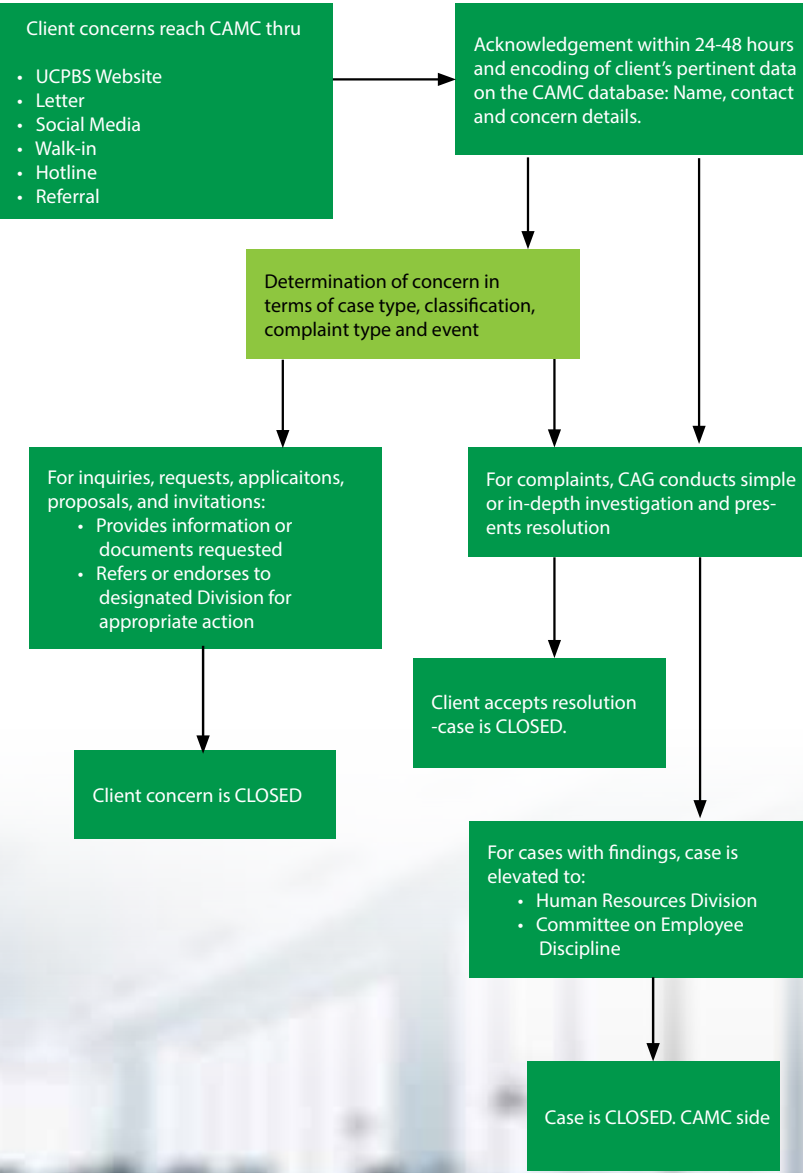 Client concerns reach CAMC thru
• UCPBS Website
• Letter
• Social Media
• Walk-in
• Hotline
• Referral
Acknowledgement within 24-48 hours
and encoding of client's pertinent data
on the CAMC database: Name, contact
and concern details.
Determination of concern in
terms of case type, classification,
complaint type and event
For inquiries, requests, applicaitons,
proposals, and invitations:
• Provides information or
documents requested
• Refers or endorses to
designated Division for
appropriate action
For complaints, CAG conducts simple
or in-depth investigation and pres-
ents resolution
Client accepts resolution
-case is CLOSED.
Client concern is CLOSED
For cases with findings, case is
elevated to:
• Human Resources Division
• Committee on Employee
Discipline
Case is CLOSED. CAMC side